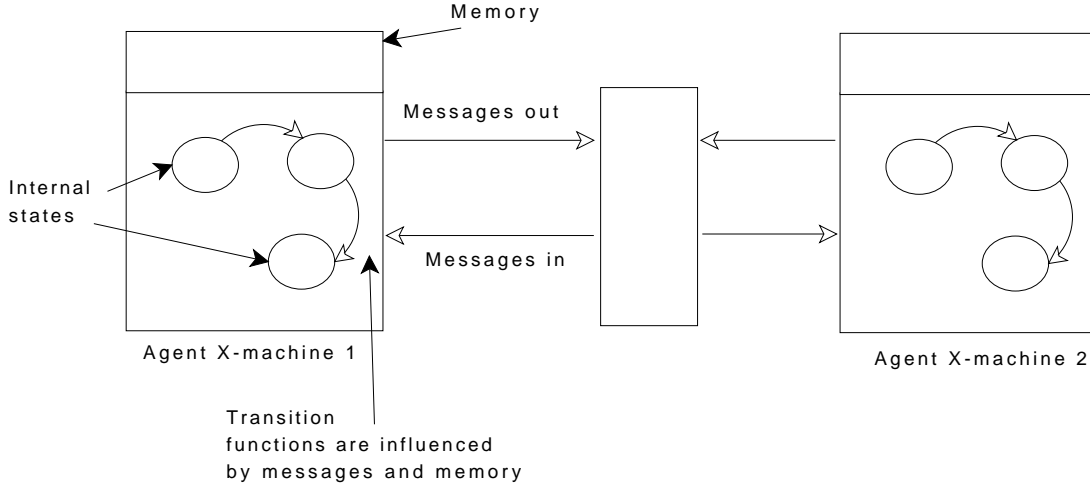 Memory
Messages out
Internal
states
Messages in
Agent X-machine 1
Agent X-machine 2
Transition
functions are influenced
by messages and memory